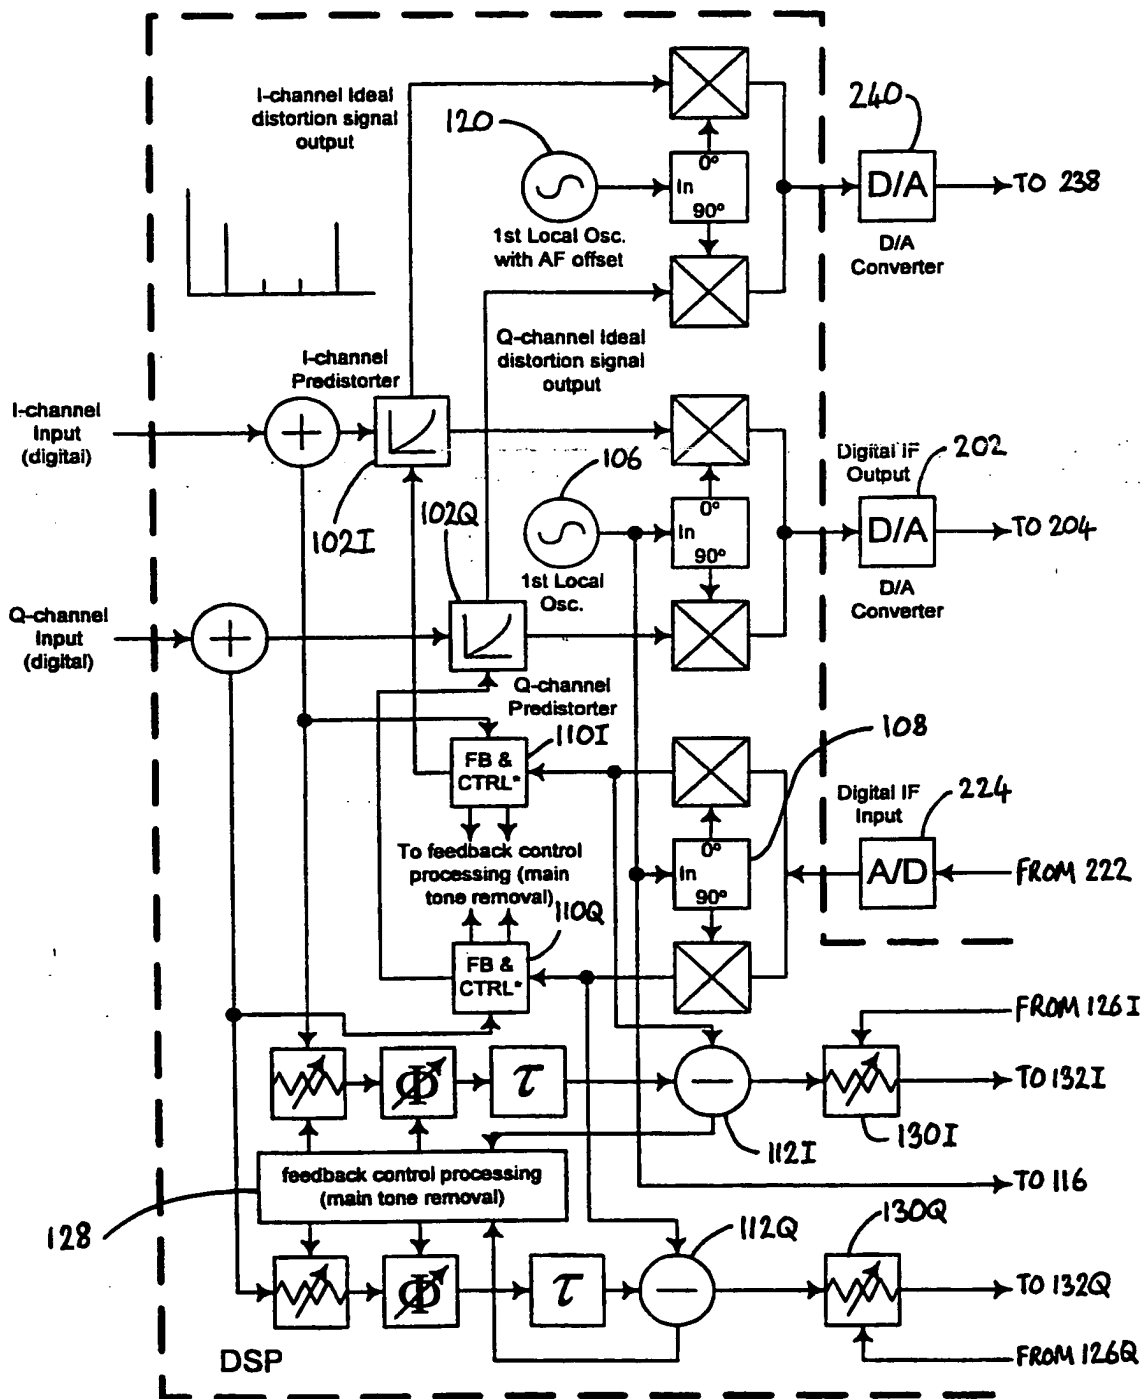 I-channel Ideal
distortion signal
output
120
240
0°
In
90°
D/A
TO 238
1st Local Osc.
with AF offset
D/A
Converter
Q-channel Ideal
distortion signal
output
I-channel
Predistorter
I-channel
Input
(digital)
+
106
Digital IF
Output
202
102I
102Q
0°
In
90°
D/A
TO 204
1st Local
Osc.
D/A
Converter
Q-channel
Input
(digital)
+
Q-channel
Predistorter
110I
108
FB &
CTRL*
Digital IF
Input
224
To feedback control
processing (main
tone removal)
0°
In
90°
A/D
FROM 222
110Q
FB &
CTRL*
FROM 126I
Φ
τ
−
TO 132I
112I
130I
feedback control processing
(main tone removal)
TO 116
128
112Q
130Q
Φ
τ
−
TO 132Q
DSP
FROM 126Q